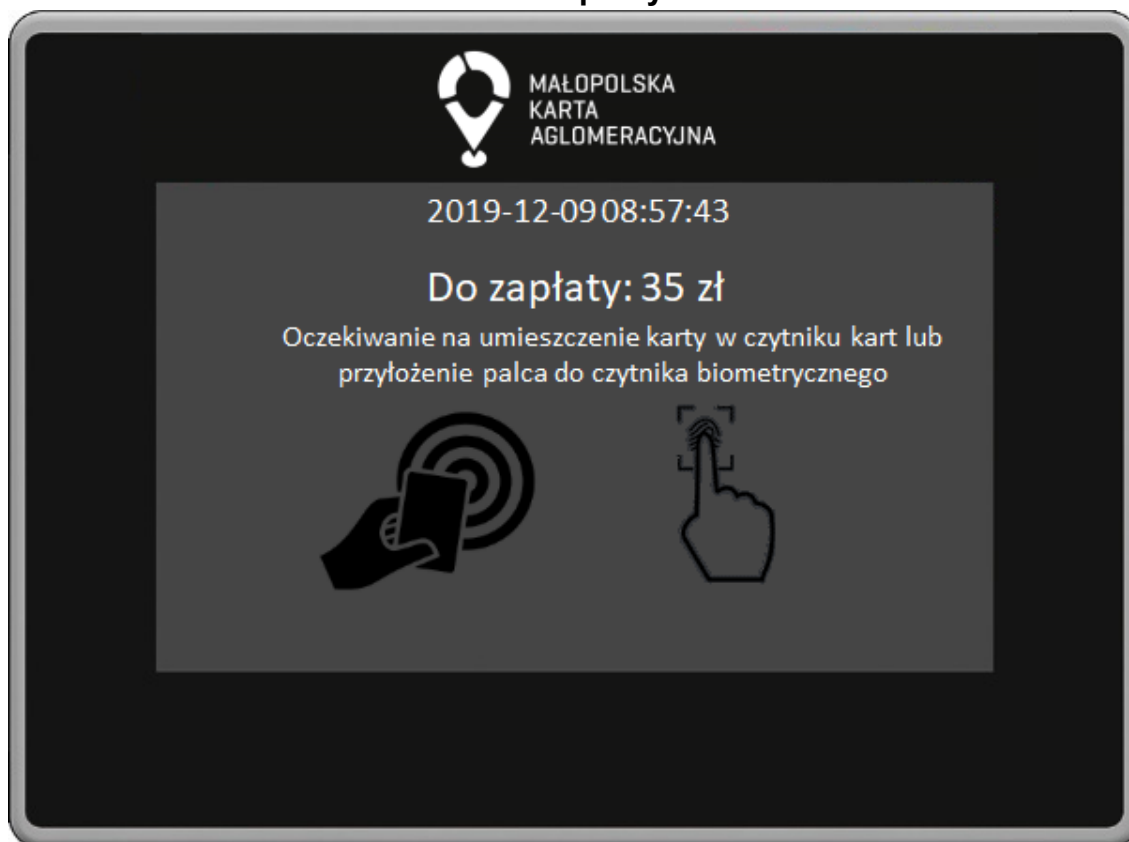 MAŁOPOLSKA
KARTA
AGLOMERACYJNA
2019-12-09 08:57:43
Do zapłaty: 35 zł
Oczekiwanie na umieszczenie karty w czytniku kart lub
przyłożenie palca do czytnika biometrycznego